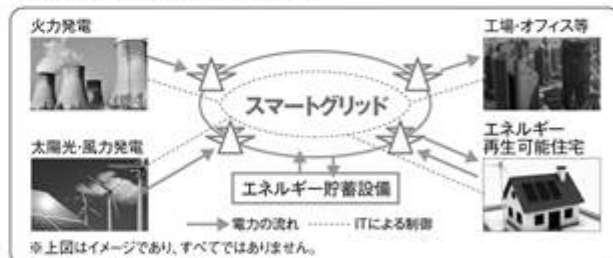 火力発電
工場・オフィス等
スマートグリッド
太陽光・風力発電
エネルギー
再生可能住宅
エネルギー貯蓄設備
電力の流れ
ITによる制御
※上図はイメージであり、すべてではありません。